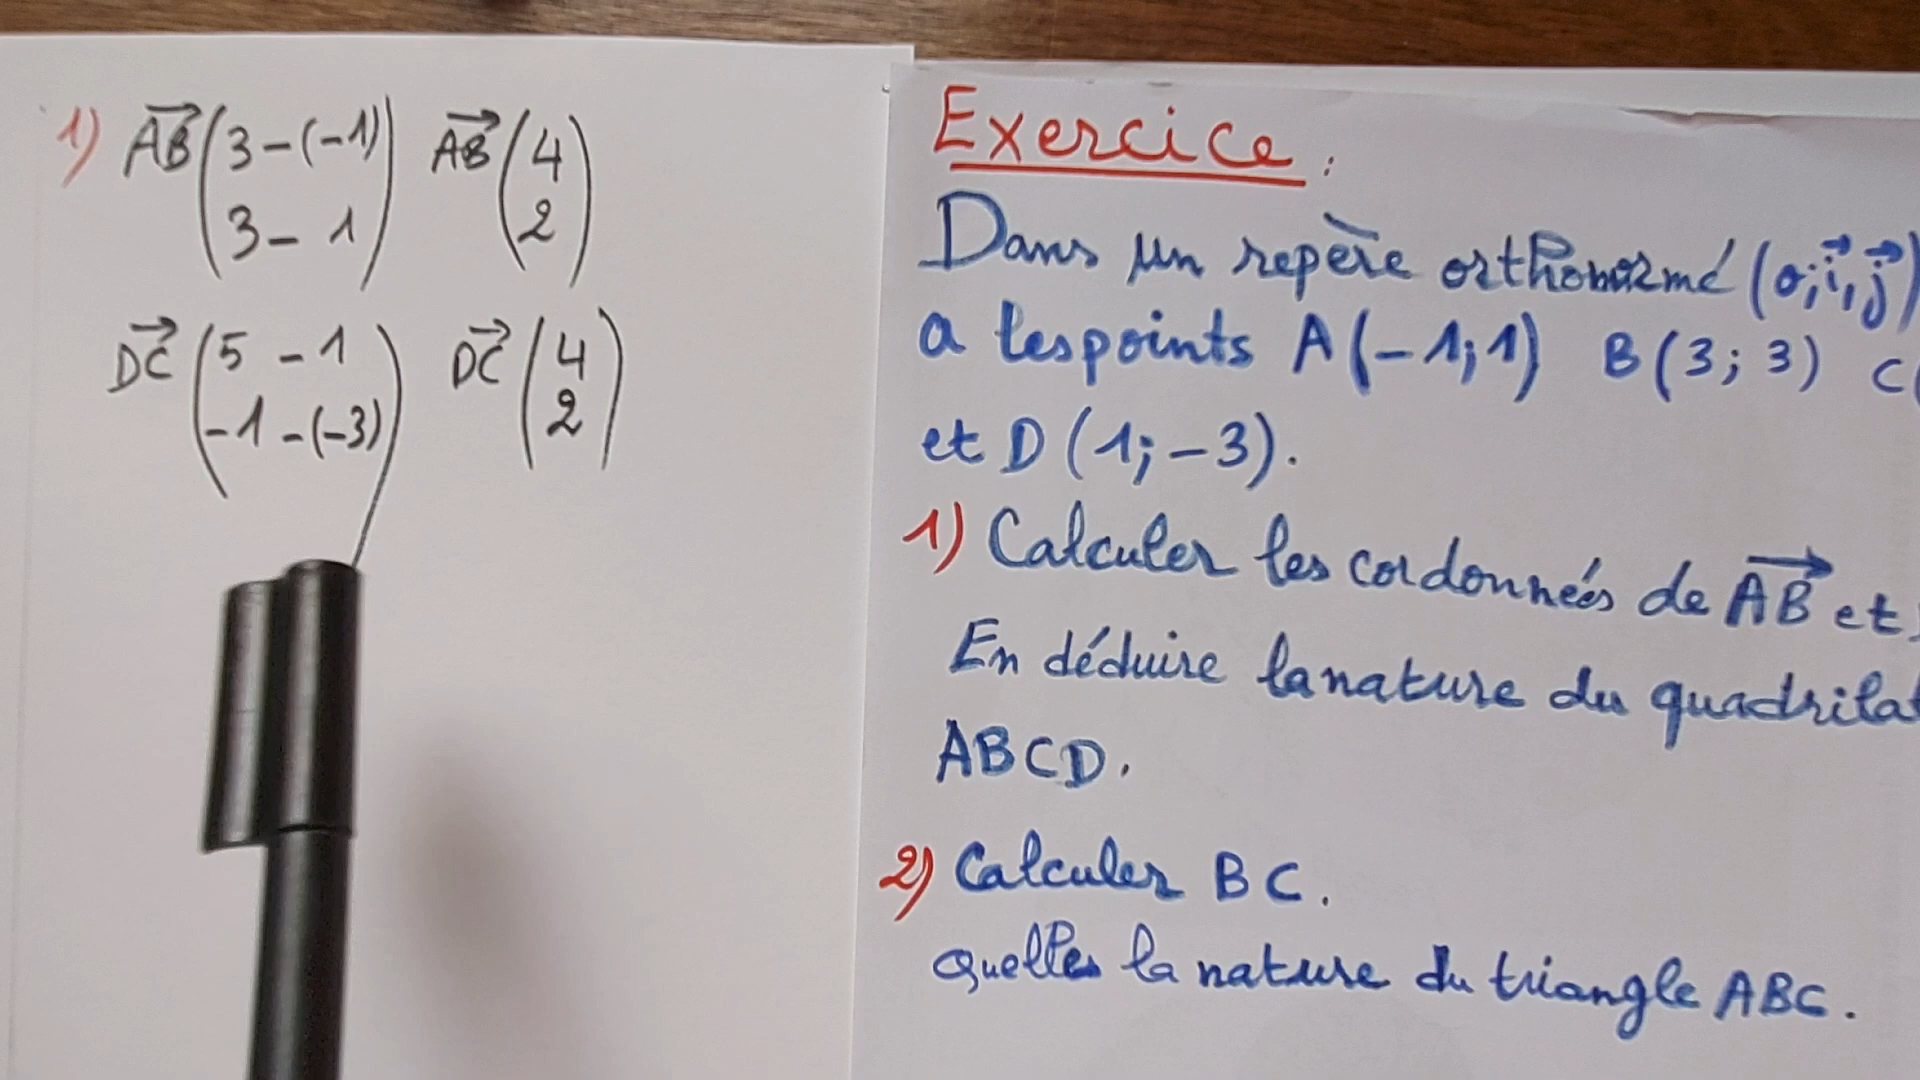 1) AB→ (3-(-1) AB→ (4
3- 1) 2)
DC→ (5 - 1 DC→ (4
-1 -(-3)) 2)
Exercice :
Dans un repère orthonormé (o; i→, j→)
a les points A(-1;1) B(3; 3) C(
et D (1; -3).
1) Calculer les cordonnéés de AB→ et
En déduire la nature du quadrilat
ABCD.
2) Calculer BC.
quelles la nature du triangle ABC.